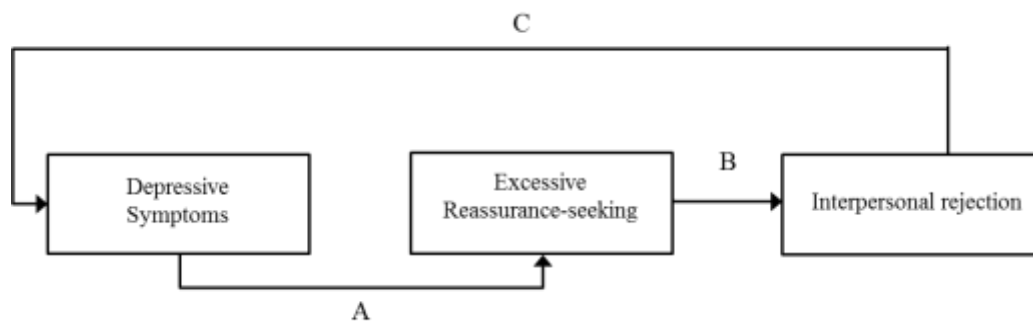 C
Depressive
Symptoms
Excessive
Reassurance-seeking
B
Interpersonal rejection
A